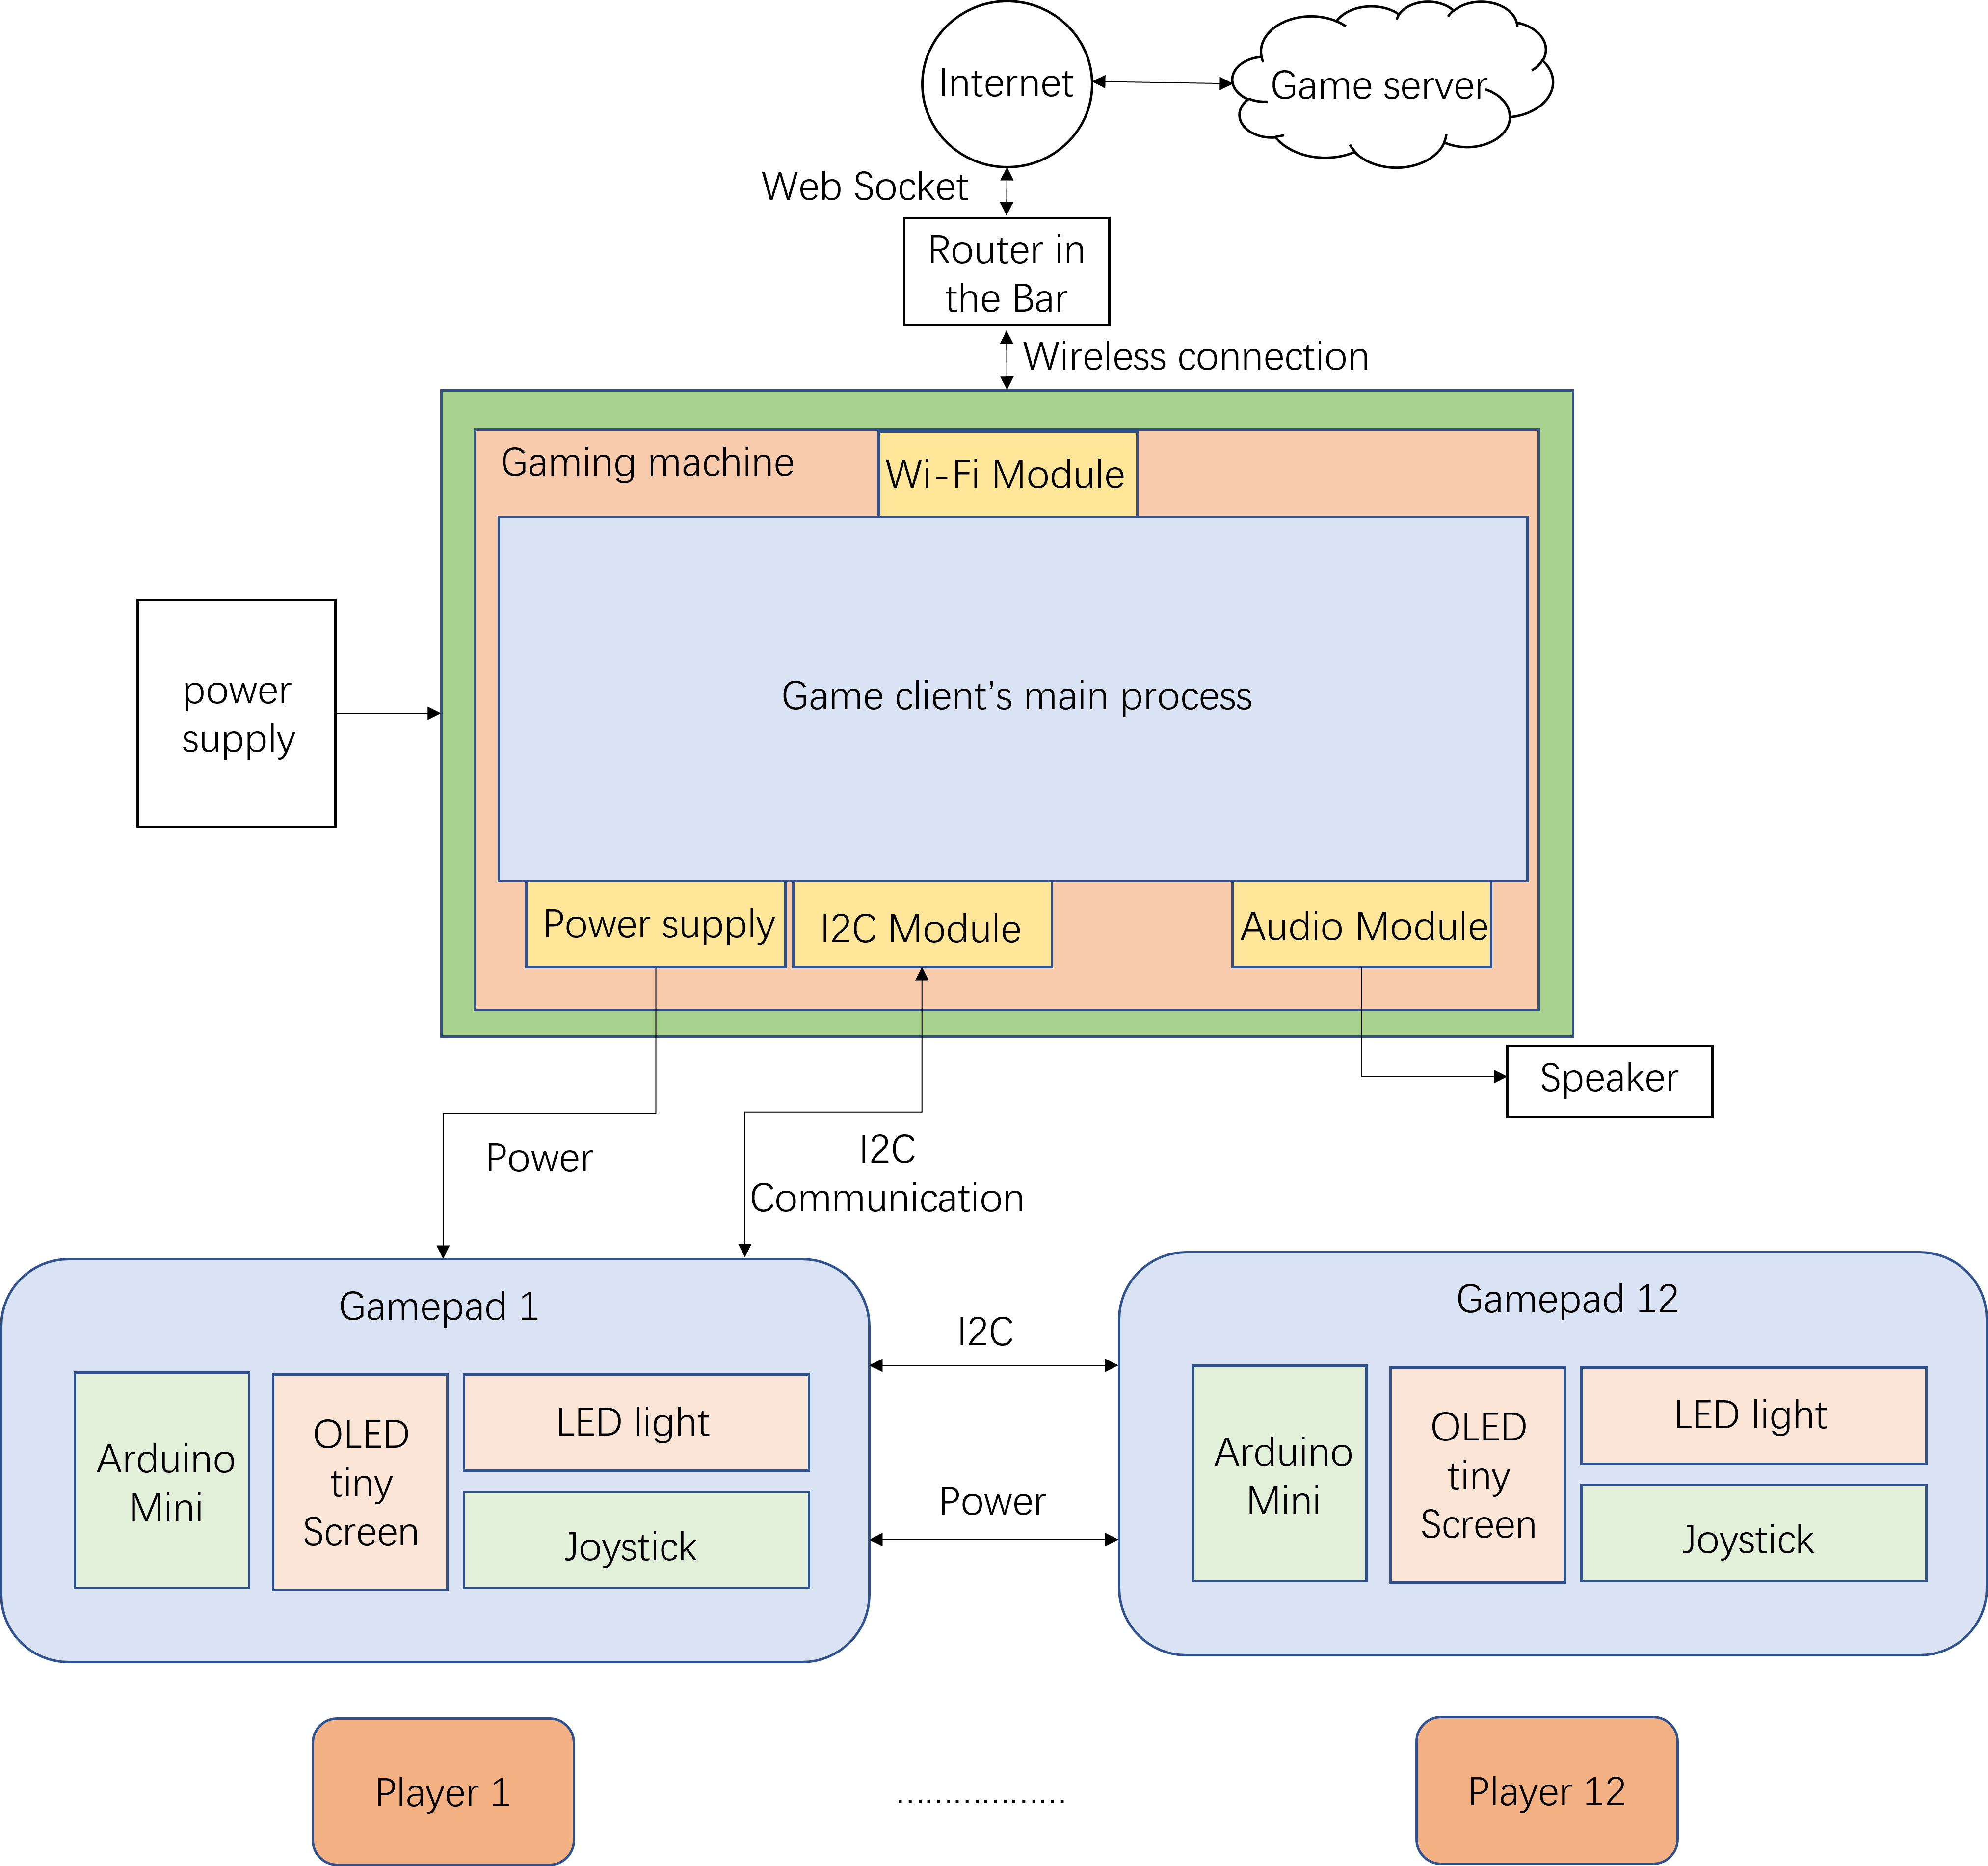 Internet
Game server
Web Socket
Router in
the Bar
Wireless connection
Gaming machine
Wi-Fi Module
Game client’s main process
power
supply
Power supply
I2C Module
Audio Module
Speaker
Power
I2C
Communication
Gamepad 1
Arduino
Mini
OLED
tiny
Screen
LED light
Joystick
I2C
Power
Gamepad 12
Arduino
Mini
OLED
tiny
Screen
LED light
Joystick
Player 1
..................
Player 12